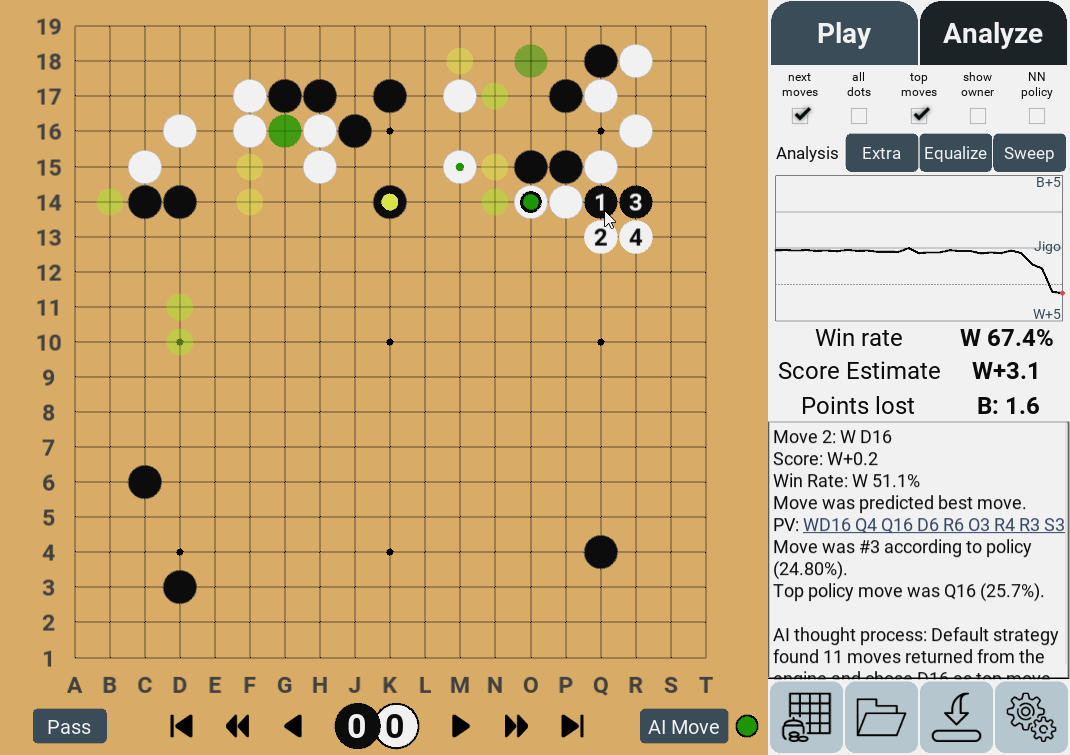 Play
Analyze
next moves
all dots
top moves
show owner
NN policy
Analysis
Extra
Equalize
Sweep
B+5
Jigo
W+5
Win rate W 67.4%
Score Estimate W+3.1
Points lost B: 1.6
Move 2: W D16
Score: W+0.2
Win Rate: W 51.1%
Move was predicted best move.
PV: WD16 Q4 Q16 D6 R6 O3 R4 R3 S3
Move was #3 according to policy
(24.80%).
Top policy move was Q16 (25.7%).
AI thought process: Default strategy
found 11 moves returned from the
engine and chose D16 as top move
19
18
17
16
15
14
1 3
13
2 4
12
11
10
9
8
7
6
5
4
3
2
1
A B C D E F G H J K L M N O P Q R S T
Pass
0 0
AI Move